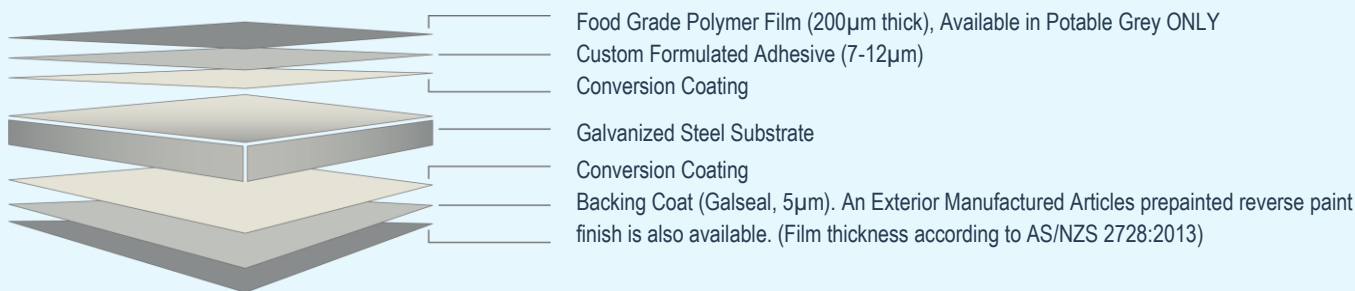 Food Grade Polymer Film (200µm thick), Available in Potable Grey ONLY
Custom Formulated Adhesive (7-12µm)
Conversion Coating
Galvanized Steel Substrate
Conversion Coating
Backing Coat (Galseal, 5µm). An Exterior Manufactured Articles prepainted reverse paint
finish is also available. (Film thickness according to AS/NZS 2728:2013)